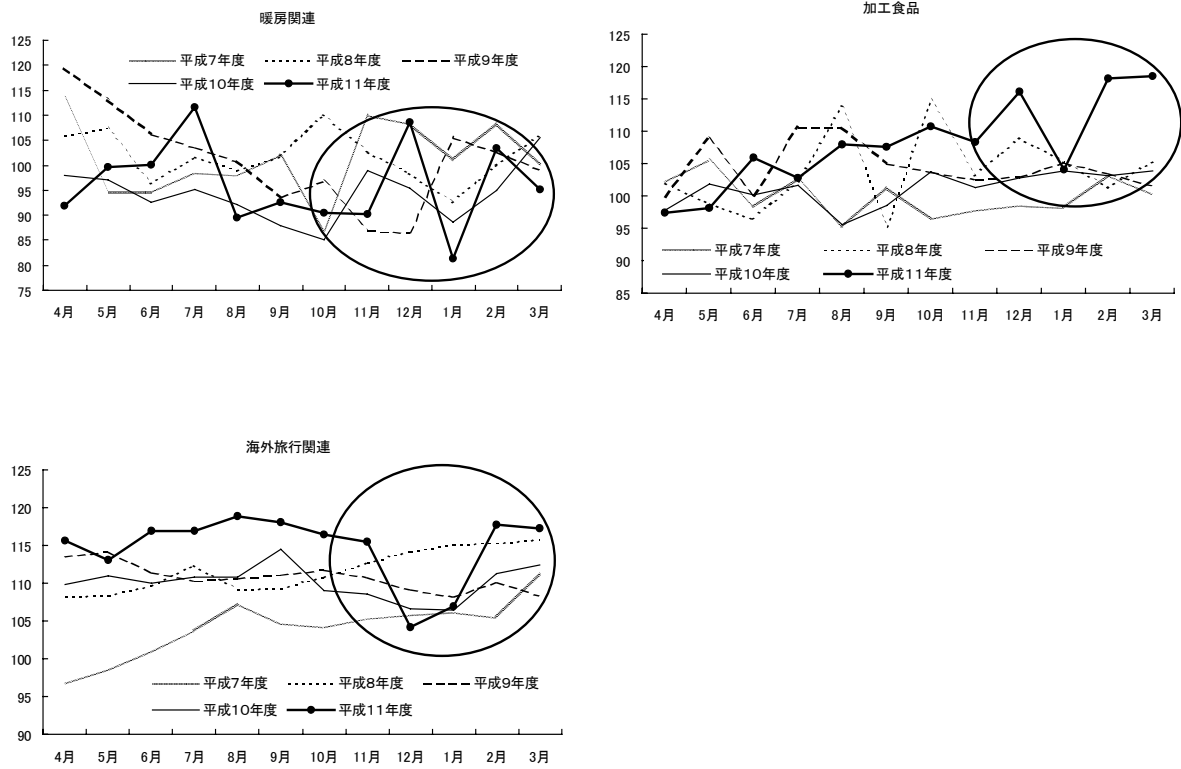 暖房関連
125
120
115
110
105
100
95
90
85
80
75
平成7年度 平成8年度 平成9年度
平成10年度 平成11年度
4月 5月 6月 7月 8月 9月 10月 11月 12月 1月 2月 3月
加工食品
125
120
115
110
105
100
95
90
85
平成7年度 平成8年度 平成9年度
平成10年度 平成11年度
4月 5月 6月 7月 8月 9月 10月 11月 12月 1月 2月 3月
海外旅行関連
125
120
115
110
105
100
95
90
平成7年度 平成8年度 平成9年度
平成10年度 平成11年度
4月 5月 6月 7月 8月 9月 10月 11月 12月 1月 2月 3月